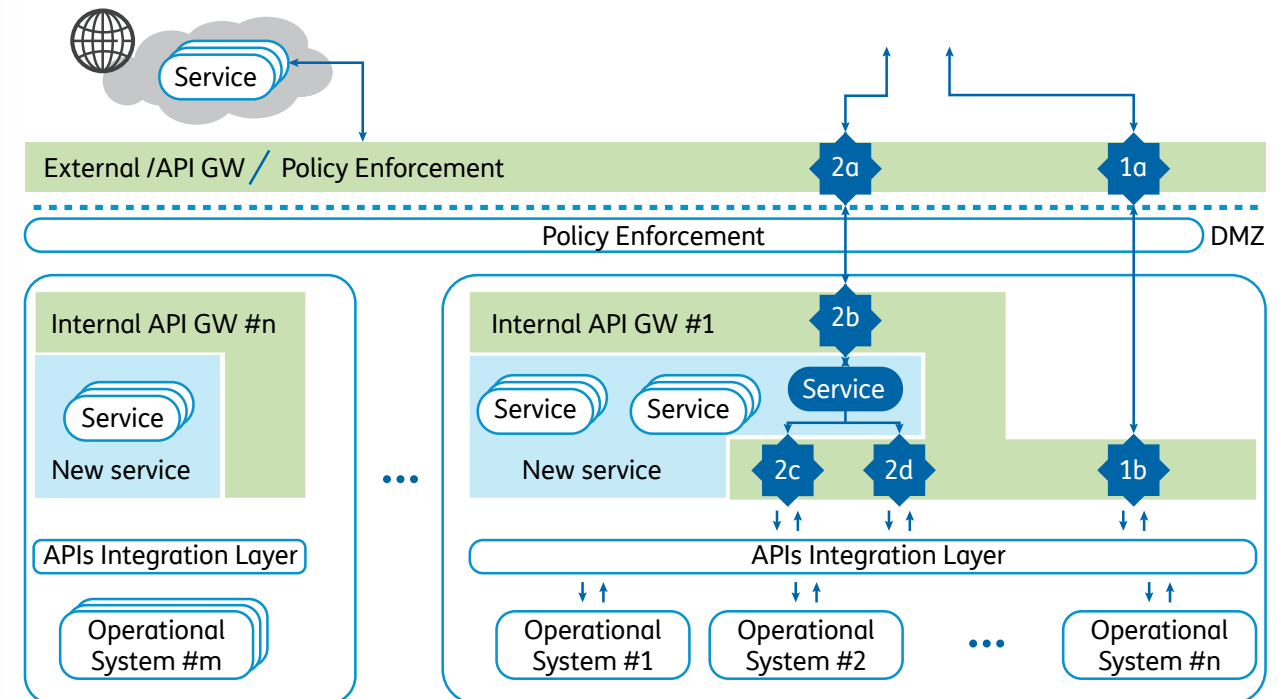 Service
External /API GW / Policy Enforcement
2a
1a
Policy Enforcement
DMZ
Internal API GW #n
Service
New service
APIs Integration Layer
Operational
System #m
Internal API GW #1
2b
Service
Service
Service
New service
2c
2d
1b
APIs Integration Layer
Operational
System #1
Operational
System #2
Operational
System #n